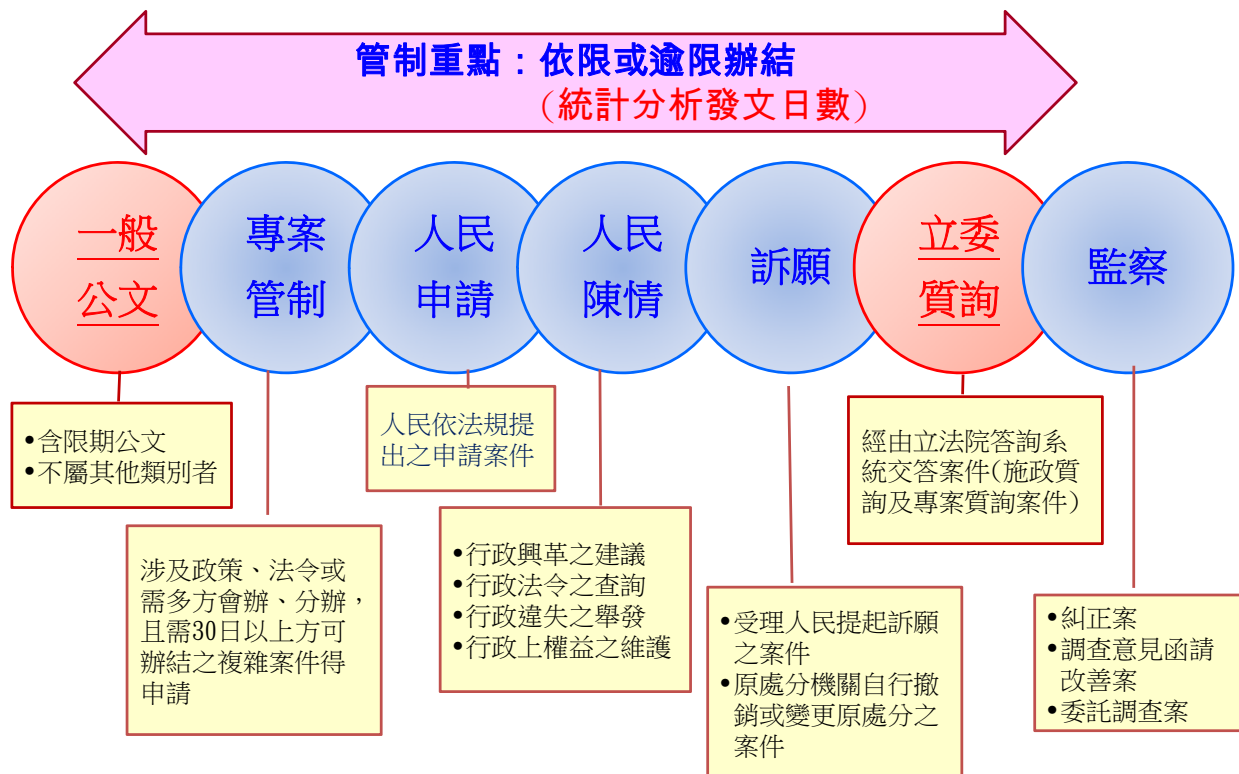 管制重點：依限或逾限辦結
（統計分析發文日數）
一般
公文
專案
管制
人民
申請
人民
陳情
訴願
立委
質詢
監察
•含限期公文
•不屬其他類別者
涉及政策、法令或
需多方會辦、分辦，
且需30日以上方可
辦結之複雜案件得
申請
人民依法規提
出之申請案件
•行政興革之建議
•行政法令之查詢
•行政違失之舉發
•行政上權益之維護
•受理人民提起訴願
之案件
•原處分機關自行撤
銷或變更原處分之
案件
經由立法院答詢系
統交答案件(施政質
詢及專案質詢案件)
•糾正案
•調查意見函請
改善案
•委託調查案